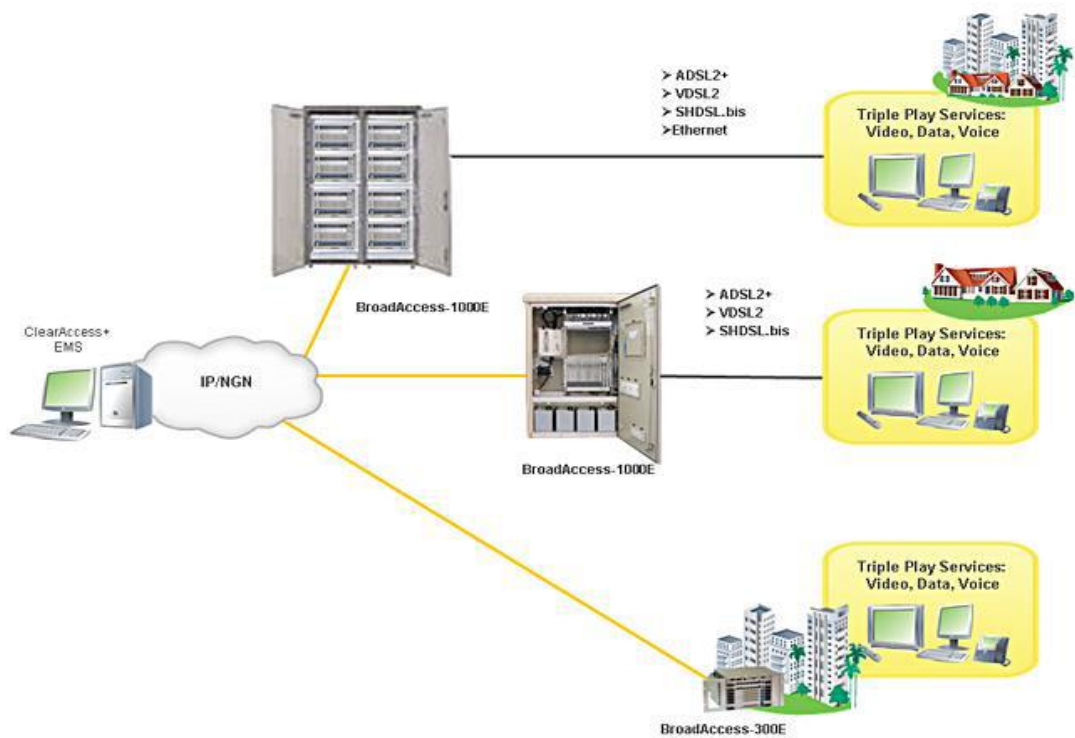 ➢ ADSL2+
➢ VDSL2
➢ SHDSL.bis
➢Ethernet
Triple Play Services:
Video, Data, Voice
BroadAccess-1000E
➢ ADSL2+
➢ VDSL2
➢ SHDSL.bis
Triple Play Services:
Video, Data, Voice
ClearAccess+
EMS
IP/NGN
BroadAccess-1000E
Triple Play Services:
Video, Data, Voice
BroadAccess-300E